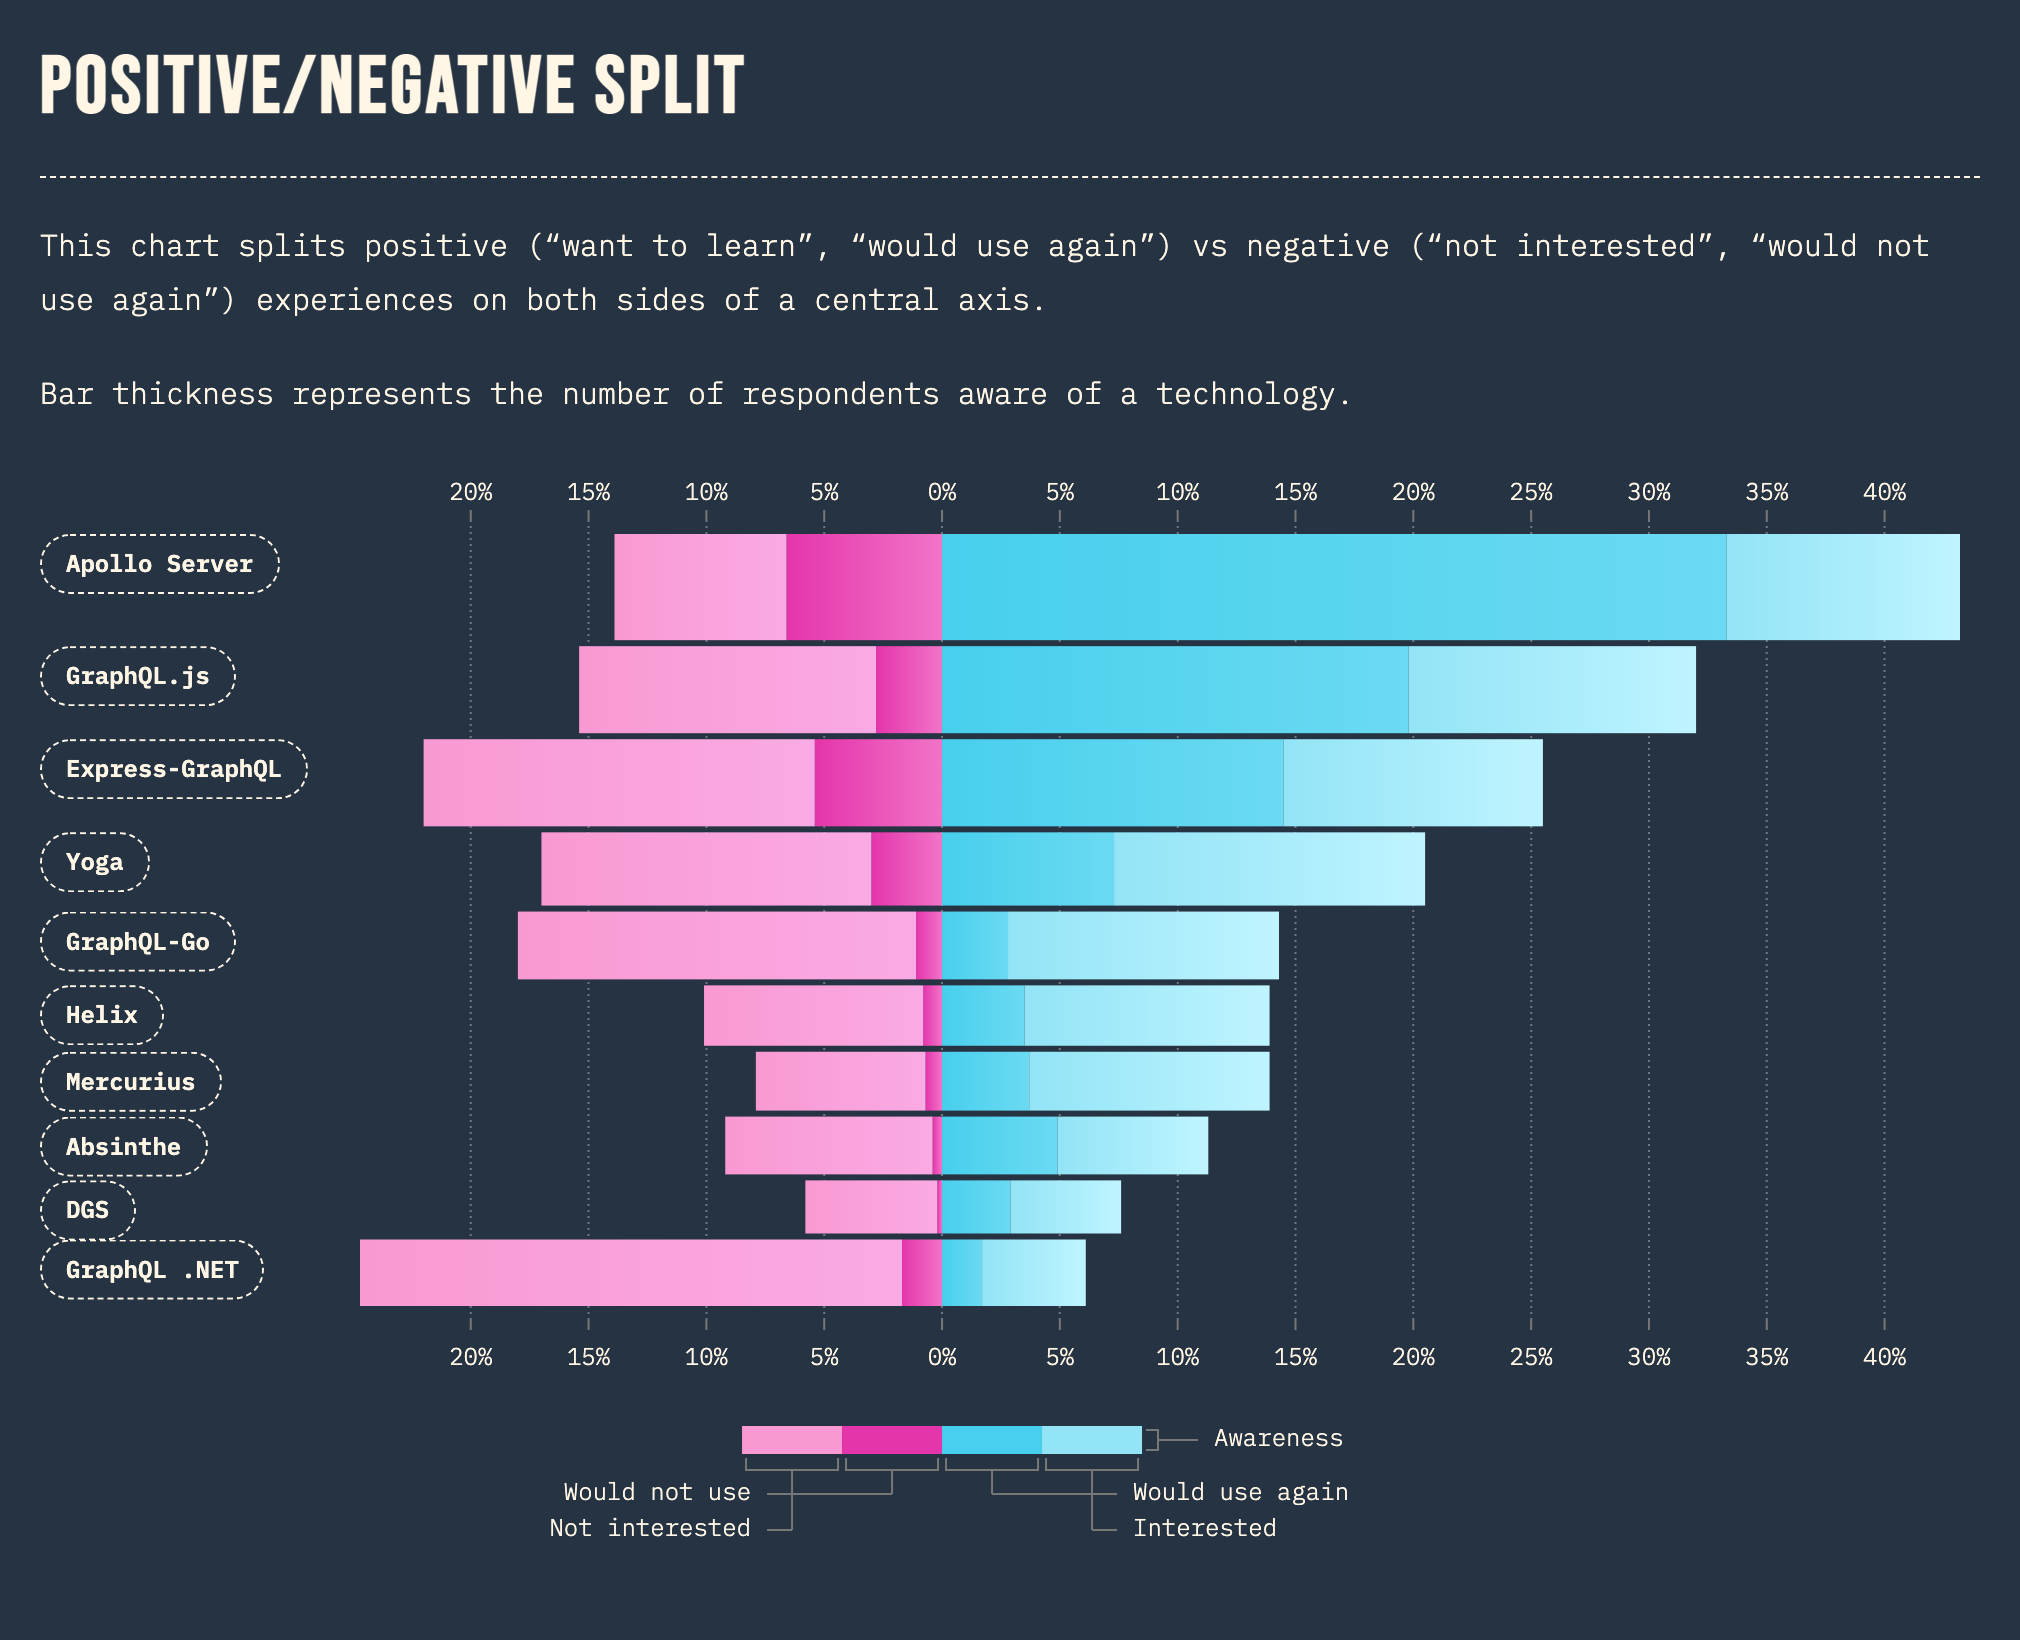 POSITIVE/NEGATIVE SPLIT
This chart splits positive (“want to learn”, “would use again”) vs negative (“not interested”, “would not
use again”) experiences on both sides of a central axis.
Bar thickness represents the number of respondents aware of a technology.
20% 15% 10% 5% 0% 5% 10% 15% 20% 25% 30% 35% 40%
Apollo Server
GraphQL.js
Express-GraphQL
Yoga
GraphQL-Go
Helix
Mercurius
Absinthe
DGS
GraphQL .NET
20% 15% 10% 5% 0% 5% 10% 15% 20% 25% 30% 35% 40%
Awareness
Would not use Would use again
Not interested Interested